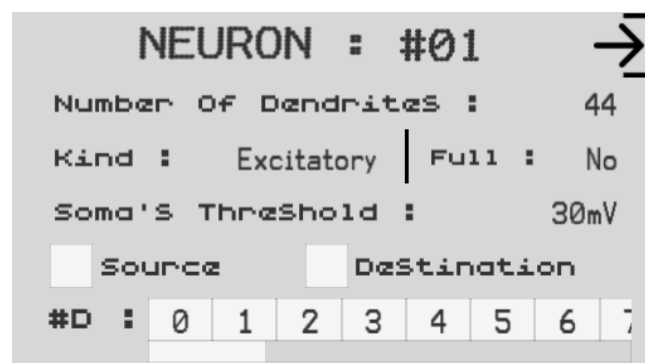 NEURON : #01
Number Of DendriteS : 44
Kind : Excitatory Full : No
Soma'S ThreShold : 30mV
Source DeStination
#D : 0 1 2 3 4 5 6 7